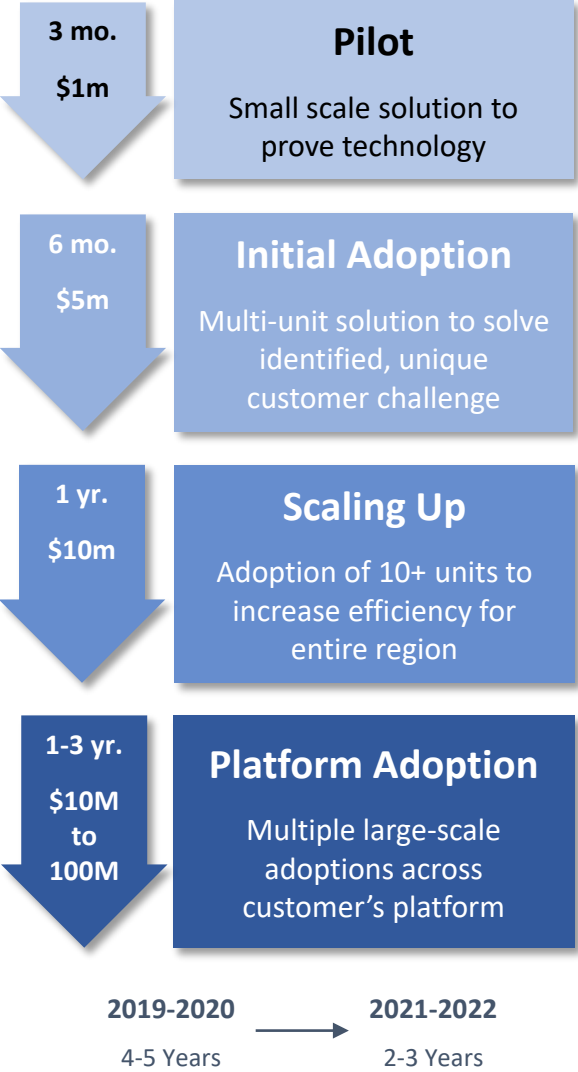 3 mo.
$1m
Pilot
Small scale solution to
prove technology
6 mo.
$5m
Initial Adoption
Multi-unit solution to solve
identified, unique
customer challenge
1 yr.
$10m
Scaling Up
Adoption of 10+ units to
increase efficiency for
entire region
1-3 yr.
$10M
to
100M
Platform Adoption
Multiple large-scale
adoptions across
customer’s platform
2019-2020
4-5 Years
2021-2022
2-3 Years